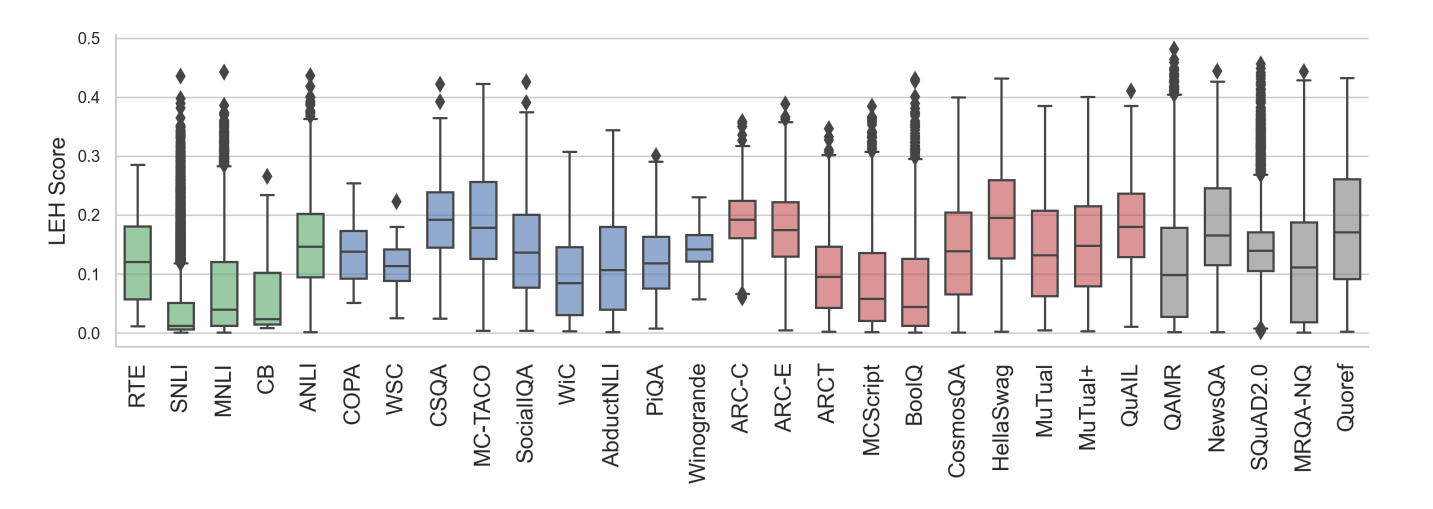 0.5
0.4
0.3
0.2
0.1
0.0
LEH Score
RTE
SNLI
MNLI
CB
ANLI
COPA
WSC
CSQA
MC-TACO
SocialIQA
WiC
AbductNLI
PiQA
Winogrande
ARC-C
ARC-E
ARCT
MCScript
BoolQ
CosmosQA
HellaSwag
MuTual
MuTual+
QuAIL
QAMR
NewsQA
SQuAD2.0
MRQA-NQ
Quoref